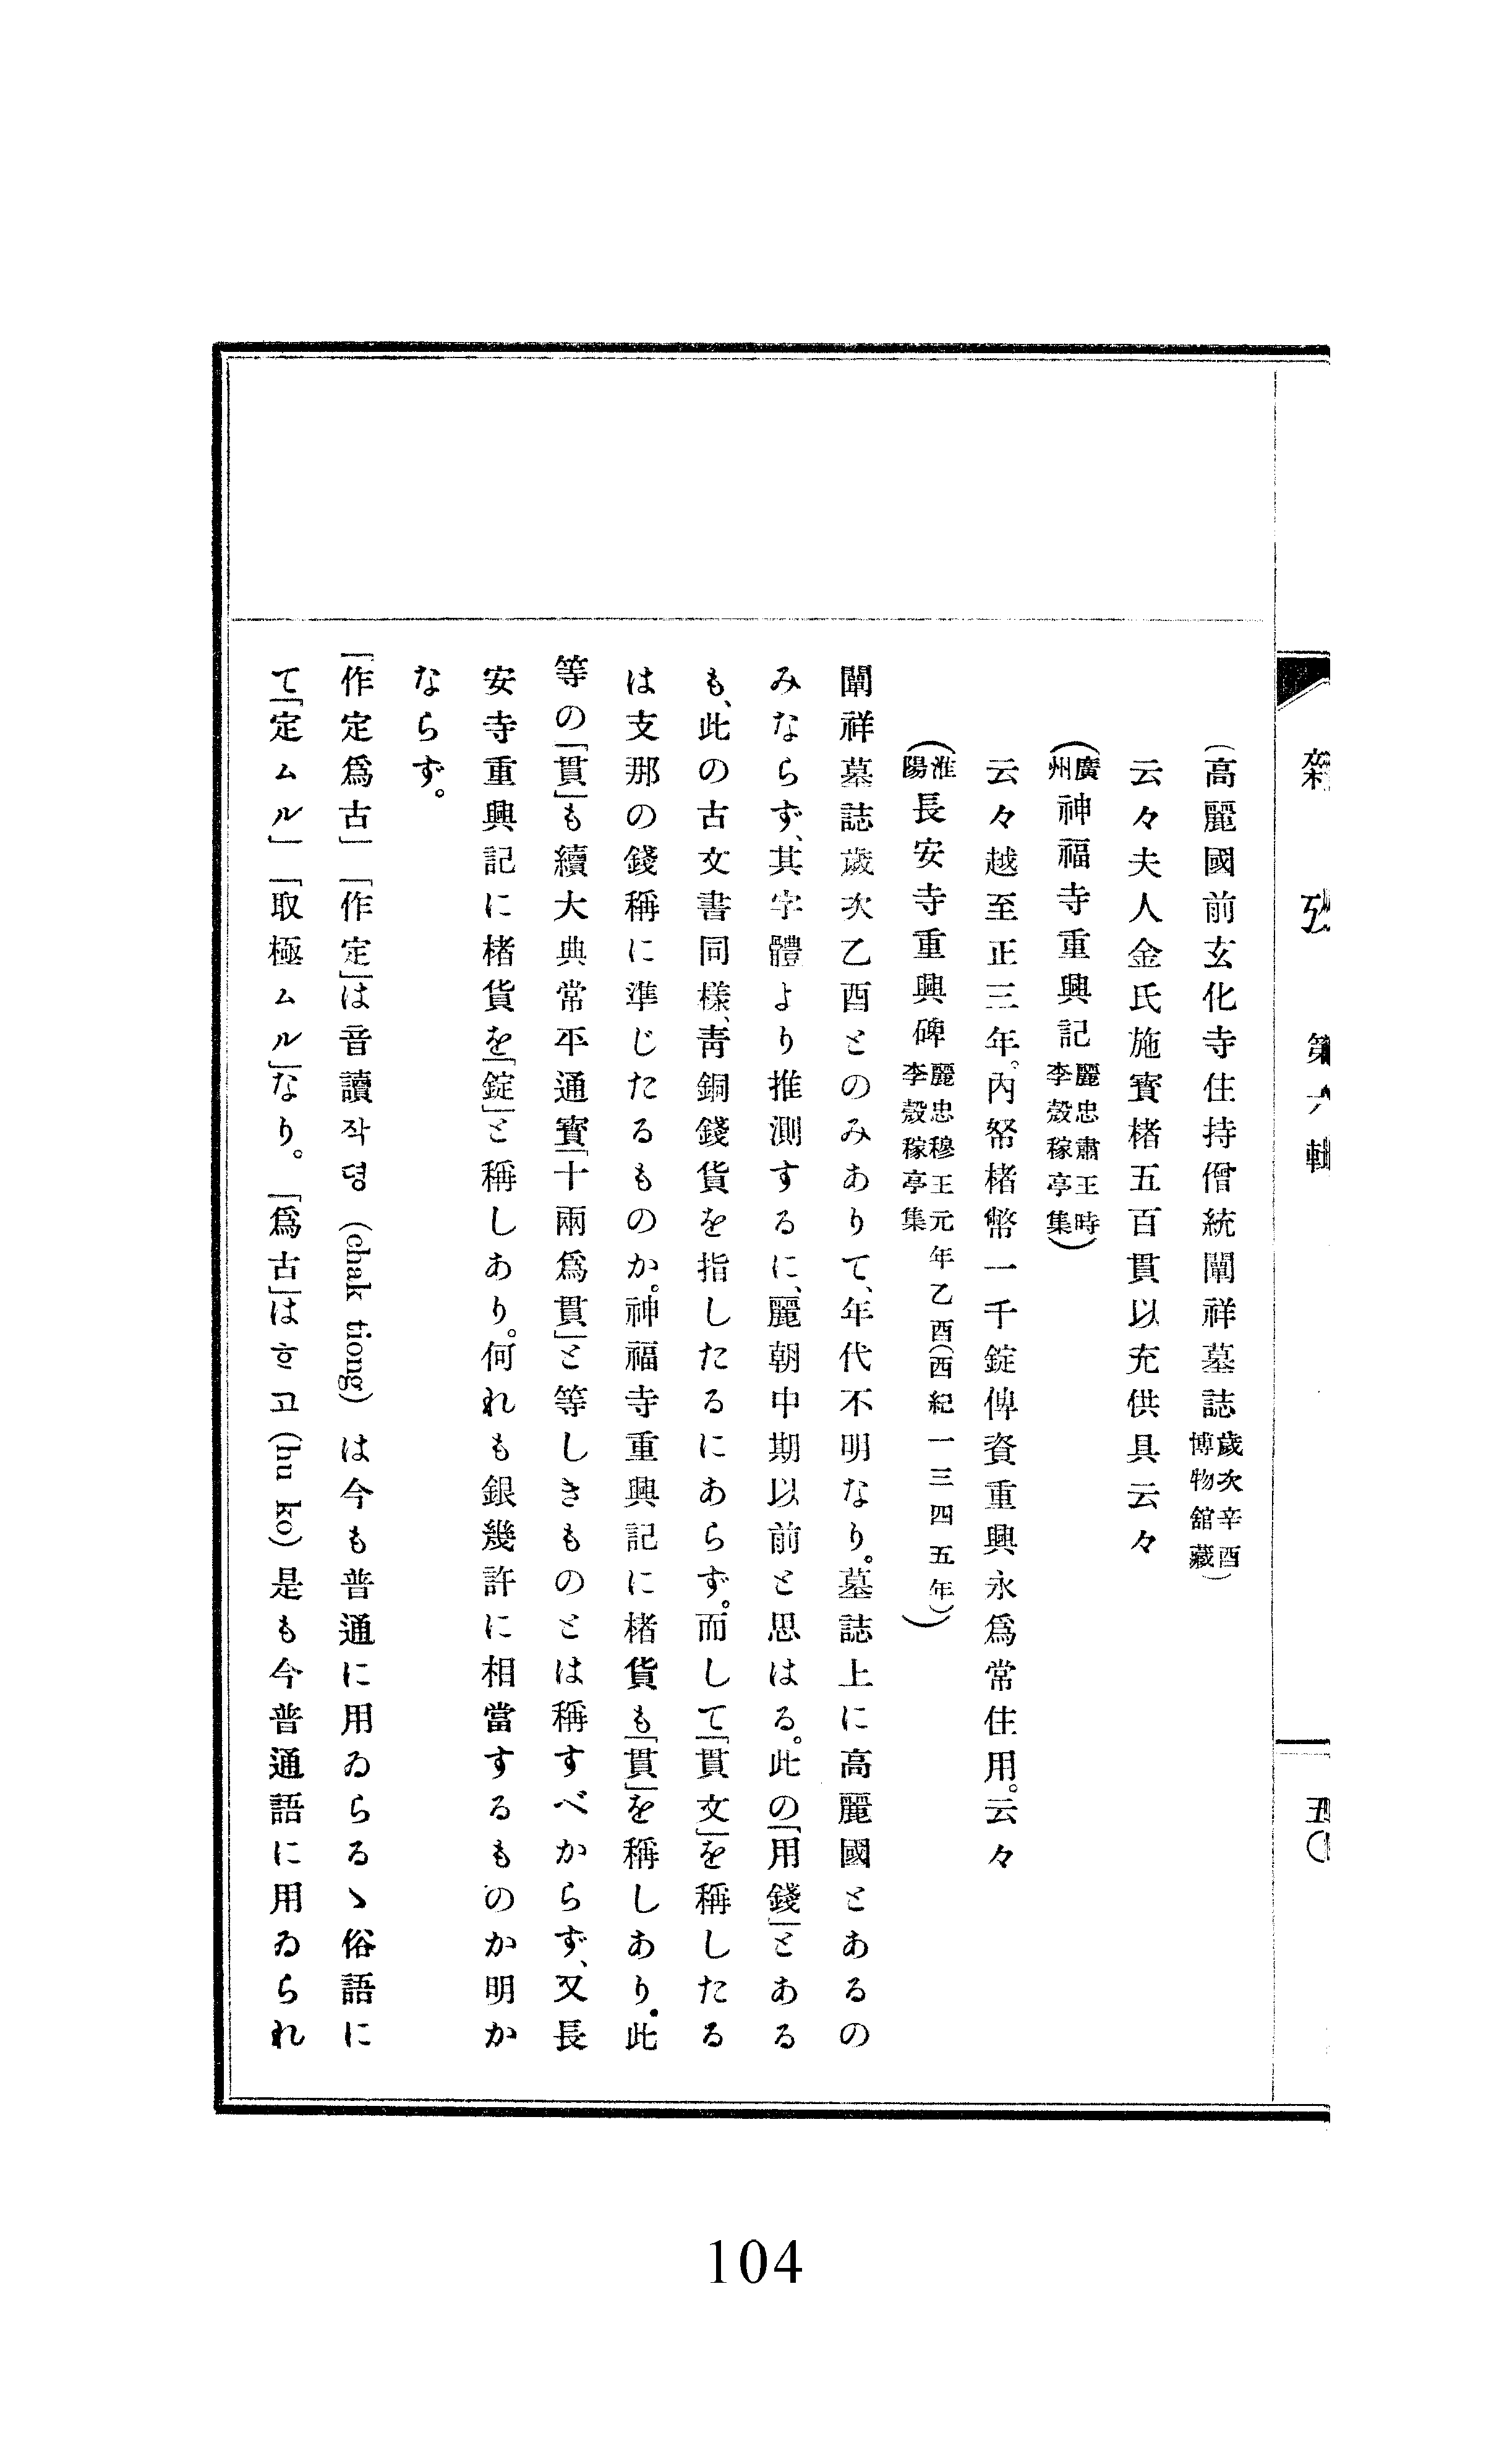 雜攷 第六輯 五〇
(高麗國前玄化寺住持僧統闡祥墓誌 歲次辛酉 博物舘藏)
云々夫人金氏施寳楮五百貫以充供具云々
(廣州神福寺重興記 麗忠肅王時 李穀稼亭集)
云々越至正三年。內帑楮幣一千錠俾資重興永爲常住用。云々
(淮陽長安寺重興碑 麗忠穆王元年乙酉(西紀一三四五年) 李穀稼亭集)
闡祥墓誌歲次乙酉とのみありて、年代不明なり。墓誌上に高麗國とあるの
みならず、其字體より推測するに、麗朝中期以前と思はる。此の「用錢」とある
も、此の古文書同樣、靑銅錢貨を指したるにあらず。而して「貫文」を稱したる
は支那の錢稱に準じたるものか。神福寺重興記に楮貨も「貫」を稱しあり。此
等の「貫」も續大典常平通寳「十兩爲貫」と等しきものとは稱すべからず、又長
安寺重興記に楮貨を「錠」と稱しあり。何れも銀幾許に相當するものか明か
ならず。
「作定爲古」「作定」は音讀작뎡 (chak tiong) は今も普通に用ゐらるゝ俗語に
て「定ムル」「取極ムル」なり。「爲古」はᄒᆞ고(hu ko)是も今普通語に用ゐられ
104